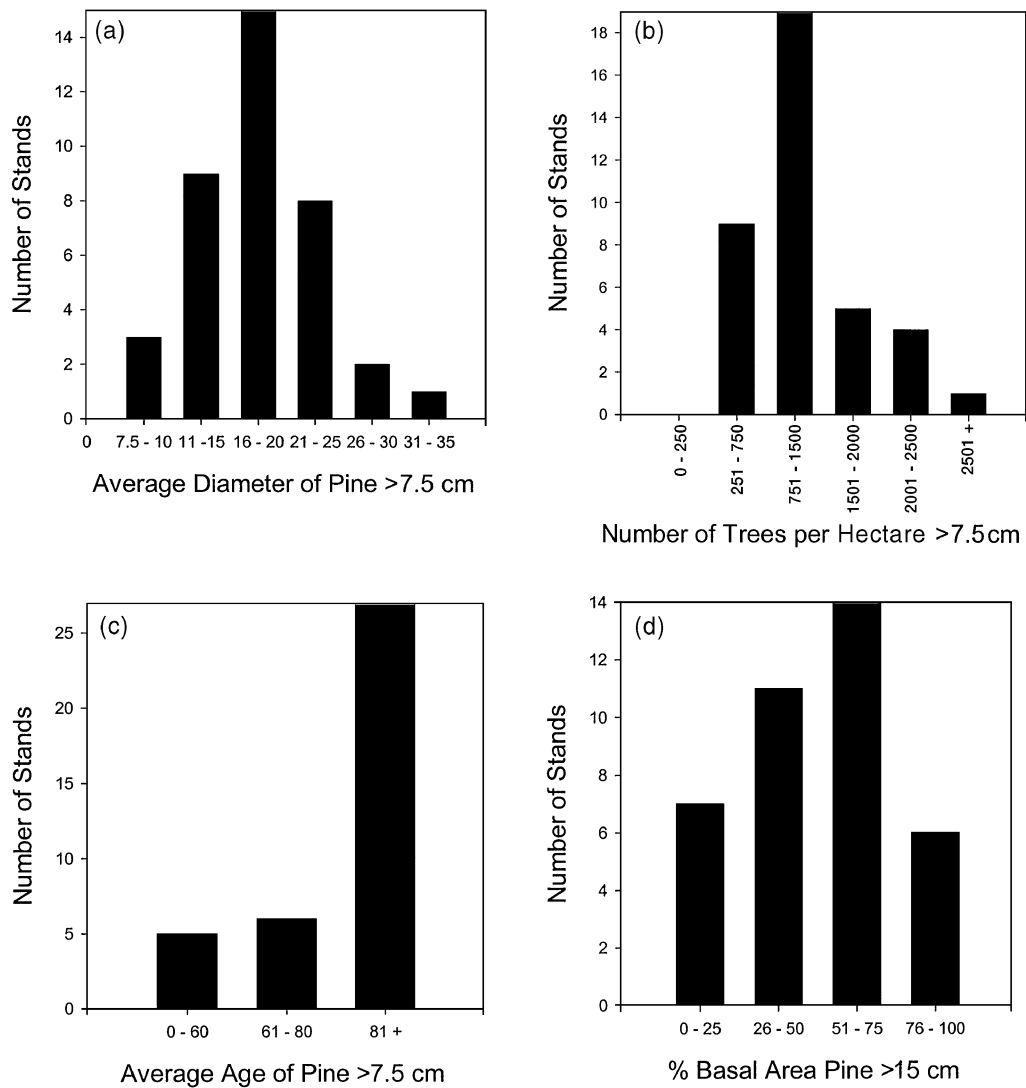 (a)
Number of Stands
14
12
10
8
6
4
2
0
0 7.5 - 10 11 -15 16 - 20 21 - 25 26 - 30 31 - 35
Average Diameter of Pine >7.5 cm
(b)
Number of Stands
18
16
14
12
10
8
6
4
2
0
0 - 250
251 - 750
751 - 1500
1501 - 2000
2001 - 2500
2501 +
Number of Trees per Hectare >7.5cm
(c)
Number of Stands
25
20
15
10
5
0
0 - 60 61 - 80 81 +
Average Age of Pine >7.5 cm
(d)
Number of Stands
14
12
10
8
6
4
2
0
0 - 25 26 - 50 51 - 75 76 - 100
% Basal Area Pine >15 cm